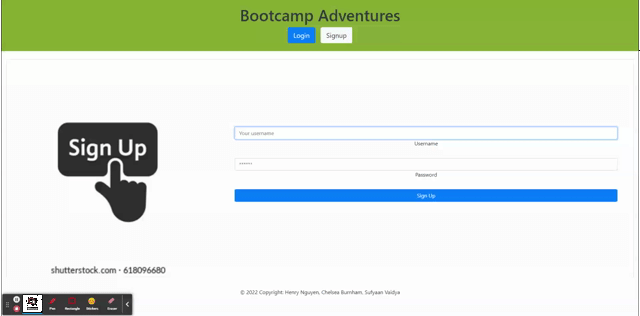 Bootcamp Adventures
Login Signup
Sign Up
Your username
Username
••••••
Password
Sign Up
shutterstock.com · 618096680
© 2022 Copyright: Henry Nguyen, Chelsea Burnham, Sufyaan Vaidya
Pen Rectangle Stickers Eraser